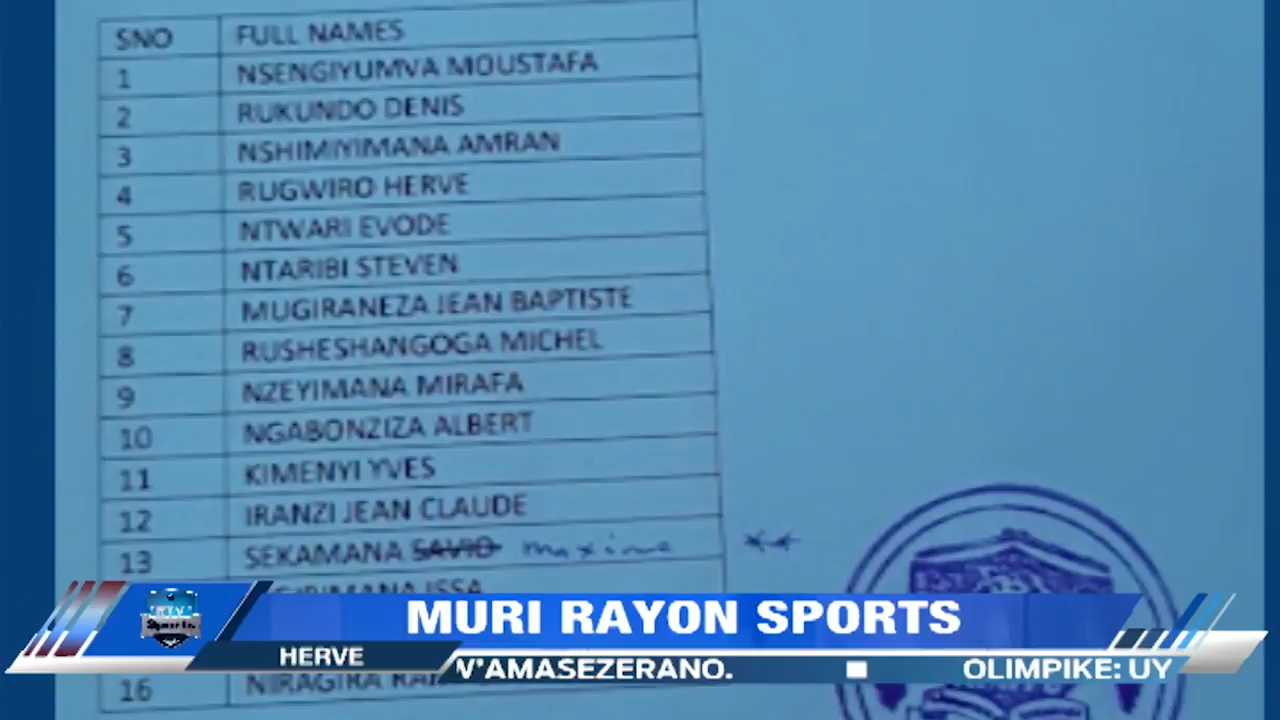 SNO FULL NAMES
1 NSENGIYUMVA MOUSTAFA
2 RUKUNDO DENIS
3 NSHIMIYIMANA AMRAN
4 RUGWIRO HERVE
5 NTWARI EVODE
6 NTARIBI STEVEN
7 MUGIRANEZA JEAN BAPTISTE
8 RUSHESHANGOGA MICHEL
9 NZEYIMANA MIRAFA
10 NGABONZIZA ALBERT
11 KIMENYI YVES
12 IRANZI JEAN CLAUDE
13 SEKAMANA SAVIO maxime **
ISSA
MURI RAYON SPORTS
HERVE
W'AMASEZERANO. OLIMPIKE: UY
16 NIRAGIRA